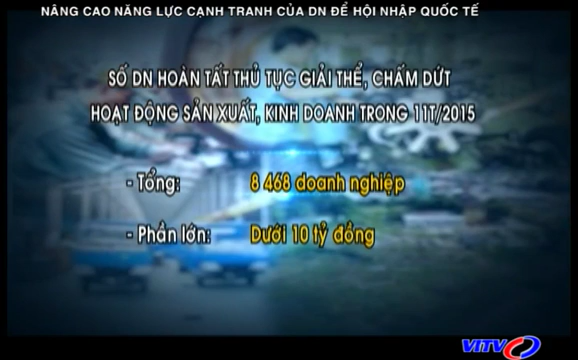 NÂNG CAO NĂNG LỰC CẠNH TRANH CỦA DN ĐỂ HỘI NHẬP QUỐC TẾ
SỐ DN HOÀN TẤT THỦ TỤC GIẢI THỂ, CHẤM DỨT
HOẠT ĐỘNG SẢN XUẤT, KINH DOANH TRONG 11T/2015
- Tổng: 8 468 doanh nghiệp
- Phần lớn: Dưới 10 tỷ đồng
VITV